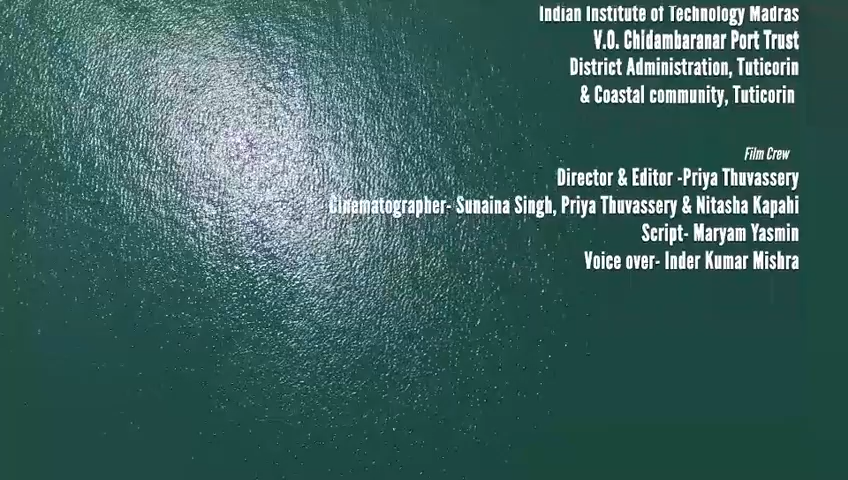 Indian Institute of Technology Madras
V.O. Chidambaranar Port Trust
District Administration, Tuticorin
& Coastal community, Tuticorin
Film Crew
Director & Editor -Priya Thuvassery
Cinematographer- Sunaina Singh, Priya Thuvassery & Nitasha Kapahi
Script- Maryam Yasmin
Voice over- Inder Kumar Mishra